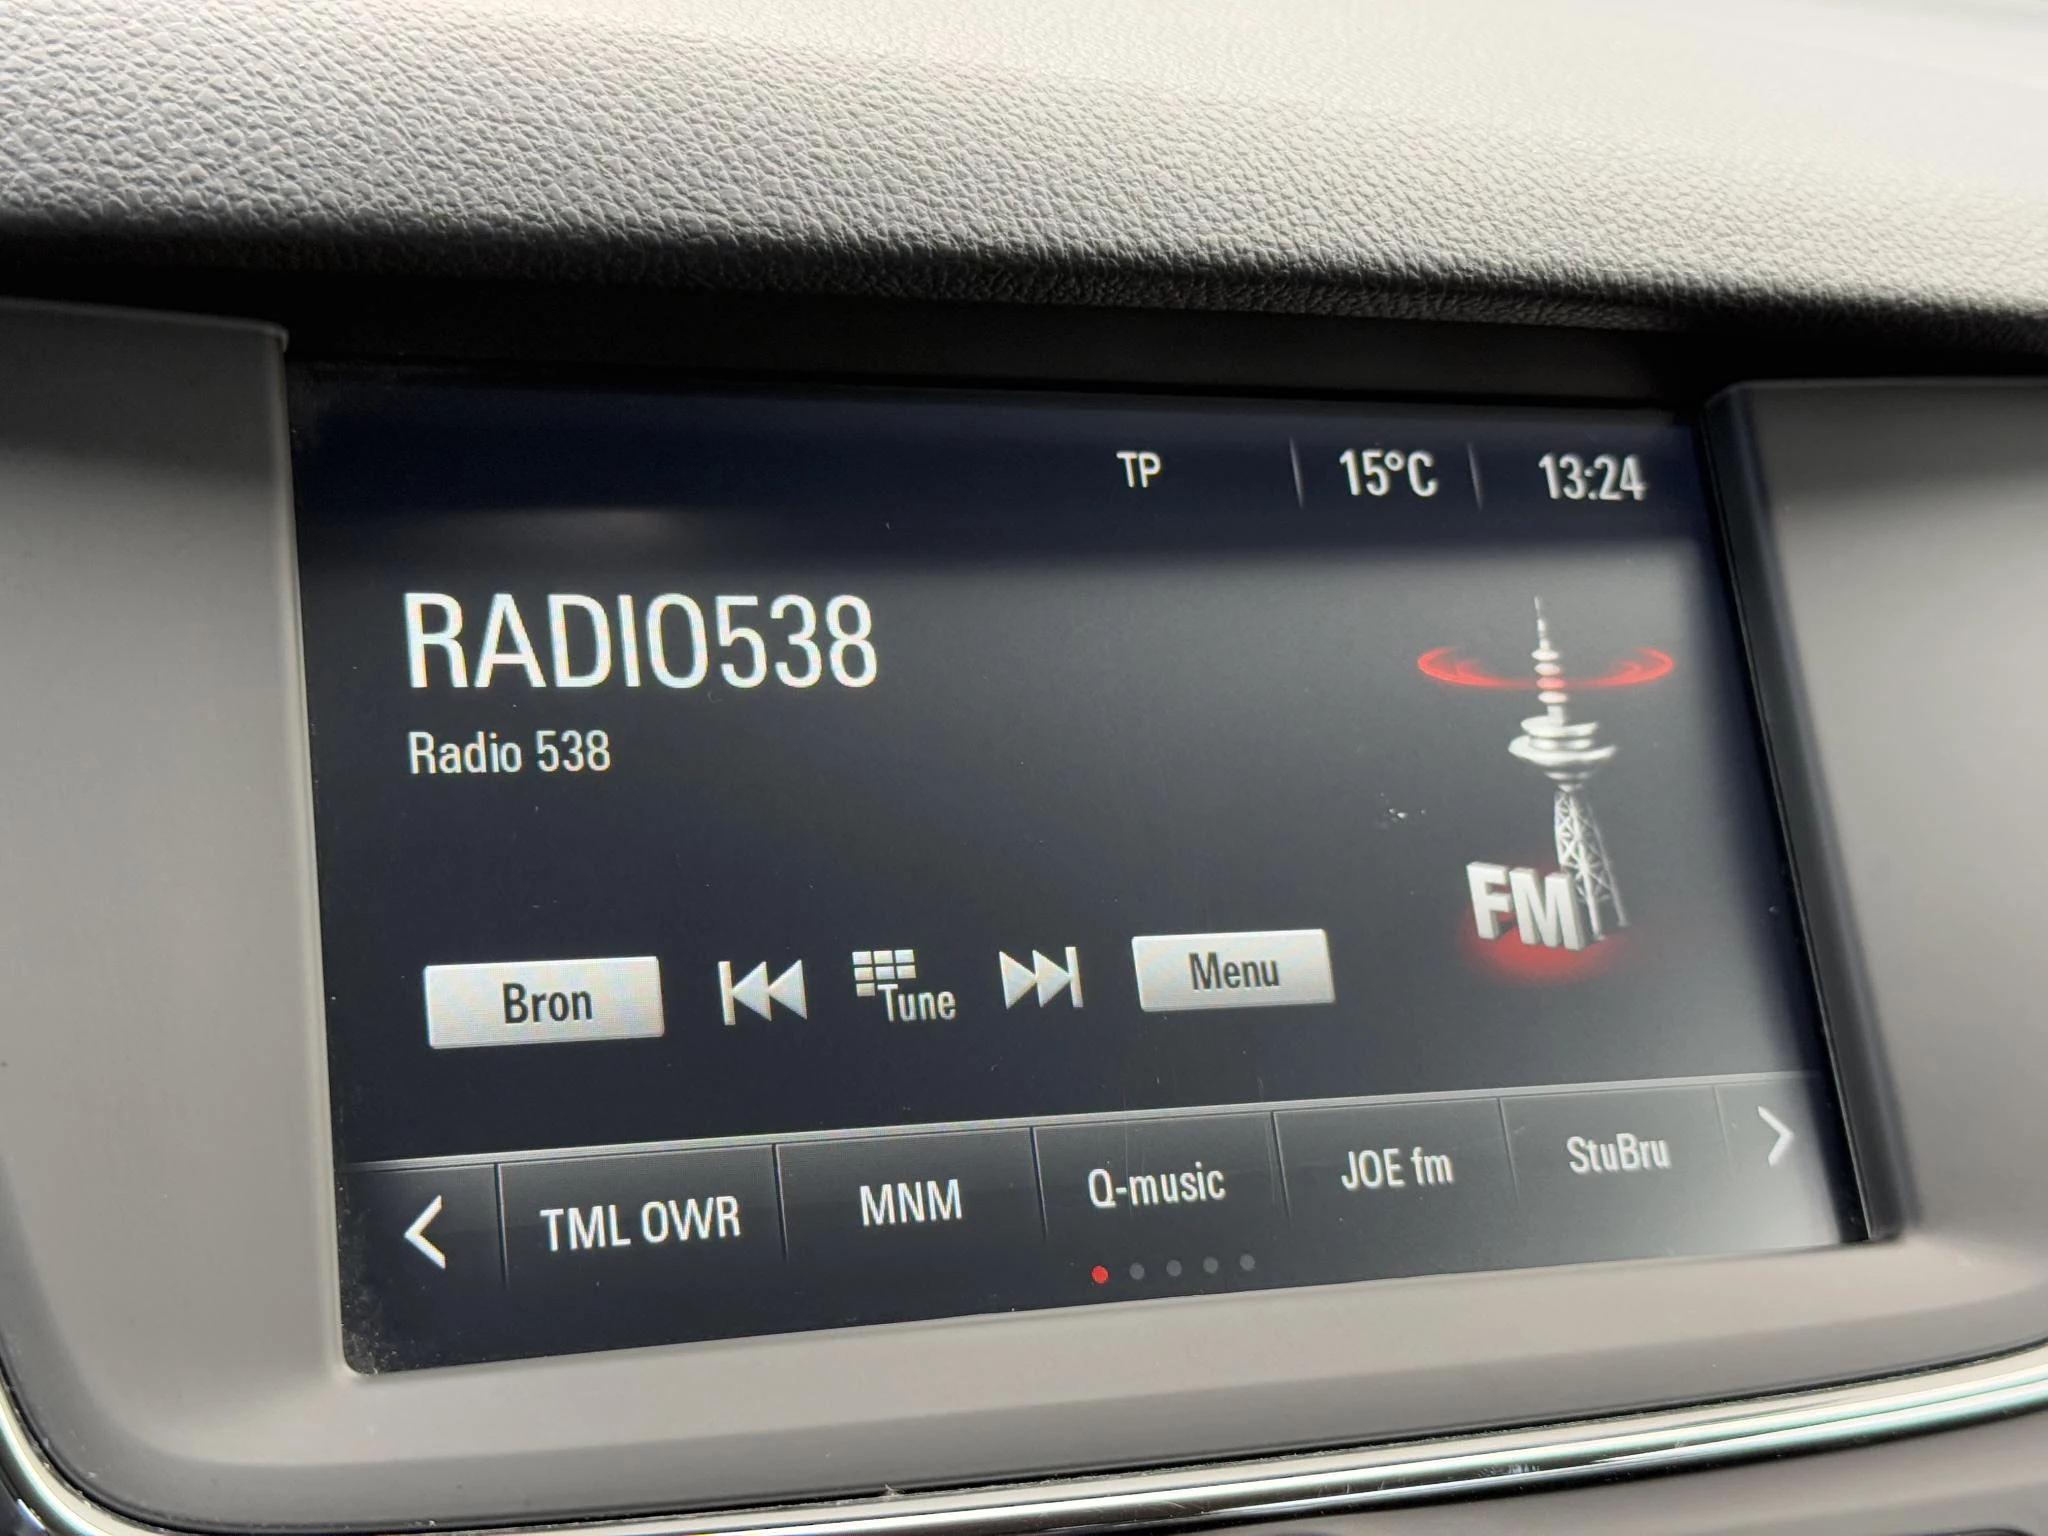 TP 15°C 13:24
RADIO538
Radio 538
FM
Bron Tune Menu
TML OWR MNM Q-music JOE fm StuBru